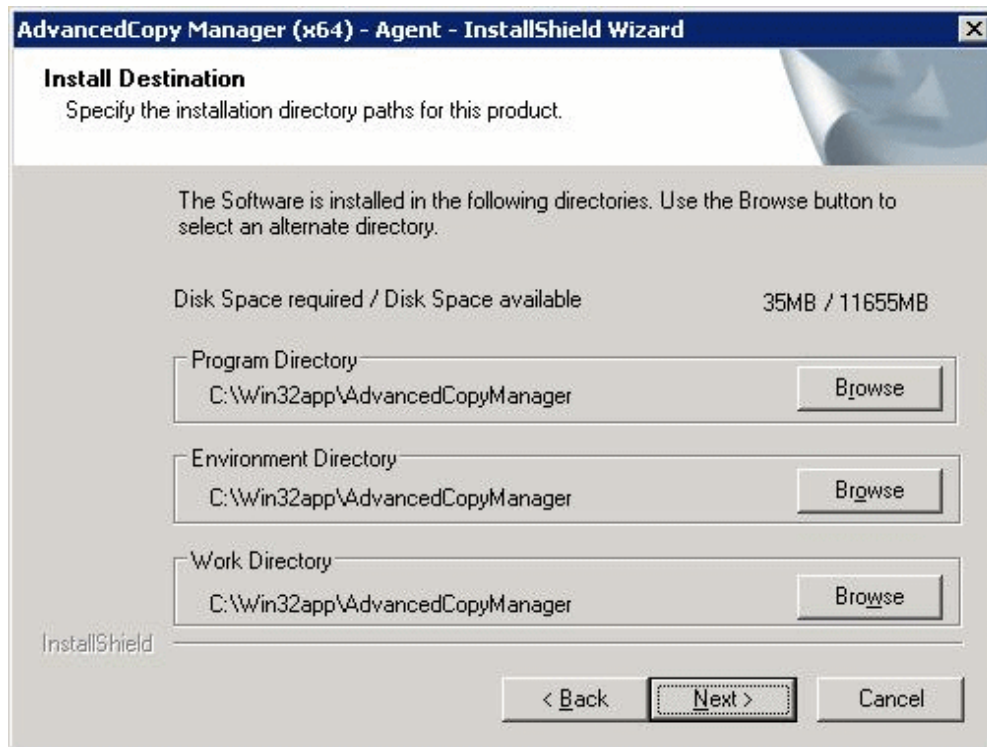 AdvancedCopy Manager (x64) - Agent - InstallShield Wizard
Install Destination
Specify the installation directory paths for this product.
The Software is installed in the following directories. Use the Browse button to
select an alternate directory.
Disk Space required / Disk Space available 35MB / 11655MB
Program Directory
C:\Win32app\AdvancedCopyManager Browse
Environment Directory
C:\Win32app\AdvancedCopyManager Browse
Work Directory
C:\Win32app\AdvancedCopyManager Browse
InstallShield
< Back Next > Cancel